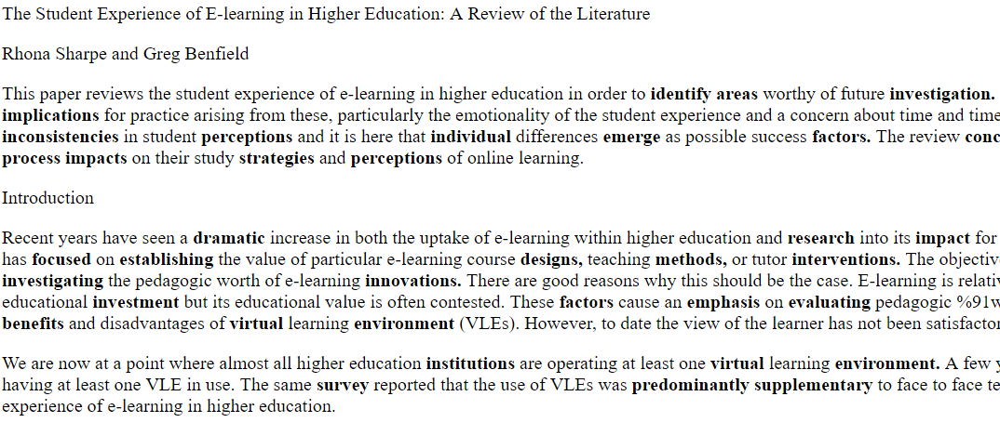 The Student Experience of E-learning in Higher Education: A Review of the Literature
Rhona Sharpe and Greg Benfield
This paper reviews the student experience of e-learning in higher education in order to identify areas worthy of future investigation.
implications for practice arising from these, particularly the emotionality of the student experience and a concern about time and time
inconsistencies in student perceptions and it is here that individual differences emerge as possible success factors. The review conc
process impacts on their study strategies and perceptions of online learning.
Introduction
Recent years have seen a dramatic increase in both the uptake of e-learning within higher education and research into its impact for
has focused on establishing the value of particular e-learning course designs, teaching methods, or tutor interventions. The objectiv
investigating the pedagogic worth of e-learning innovations. There are good reasons why this should be the case. E-learning is relati
educational investment but its educational value is often contested. These factors cause an emphasis on evaluating pedagogic %91w
benefits and disadvantages of virtual learning environment (VLEs). However, to date the view of the learner has not been satisfactor
We are now at a point where almost all higher education institutions are operating at least one virtual learning environment. A few
having at least one VLE in use. The same survey reported that the use of VLEs was predominantly supplementary to face to face te
experience of e-learning in higher education.